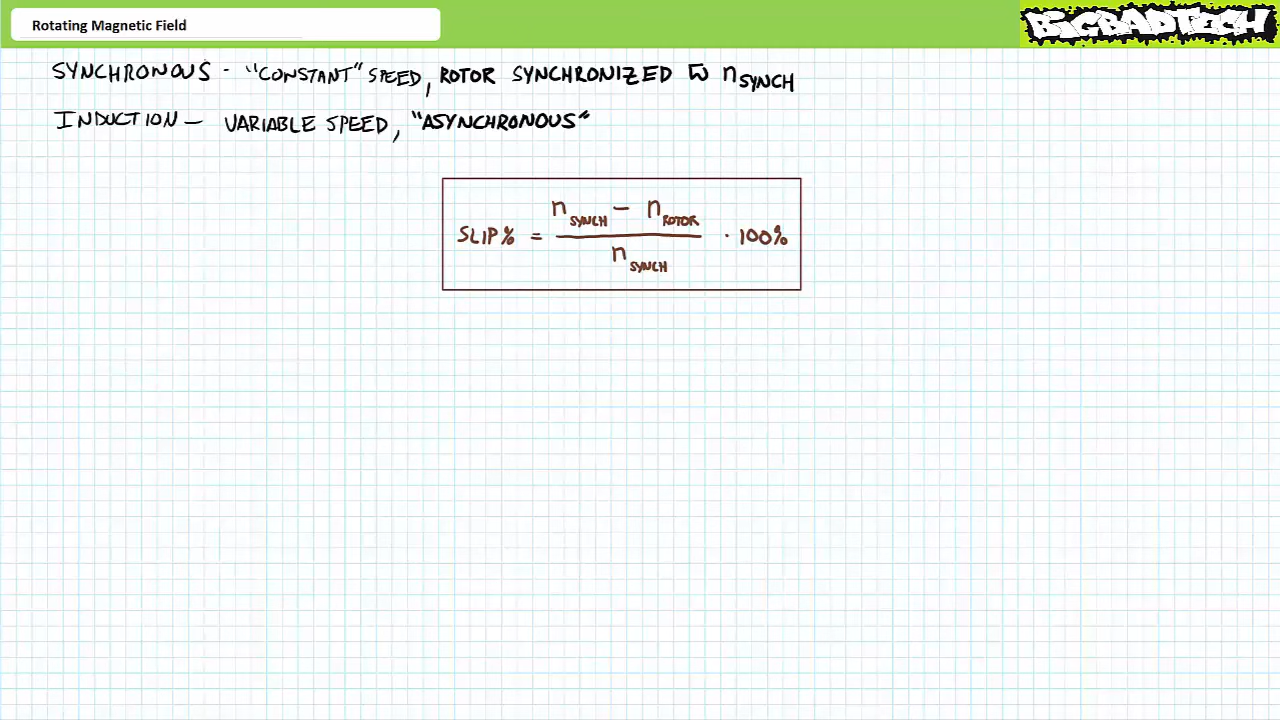 Rotating Magnetic Field
BIGBADTECH
SYNCHRONOUS - "CONSTANT" SPEED, ROTOR SYNCHRONIZED TO nSYNCH
INDUCTION — VARIABLE SPEED, "ASYNCHRONOUS"
SLIP% = (nSYNCH - nROTOR) / nSYNCH · 100%